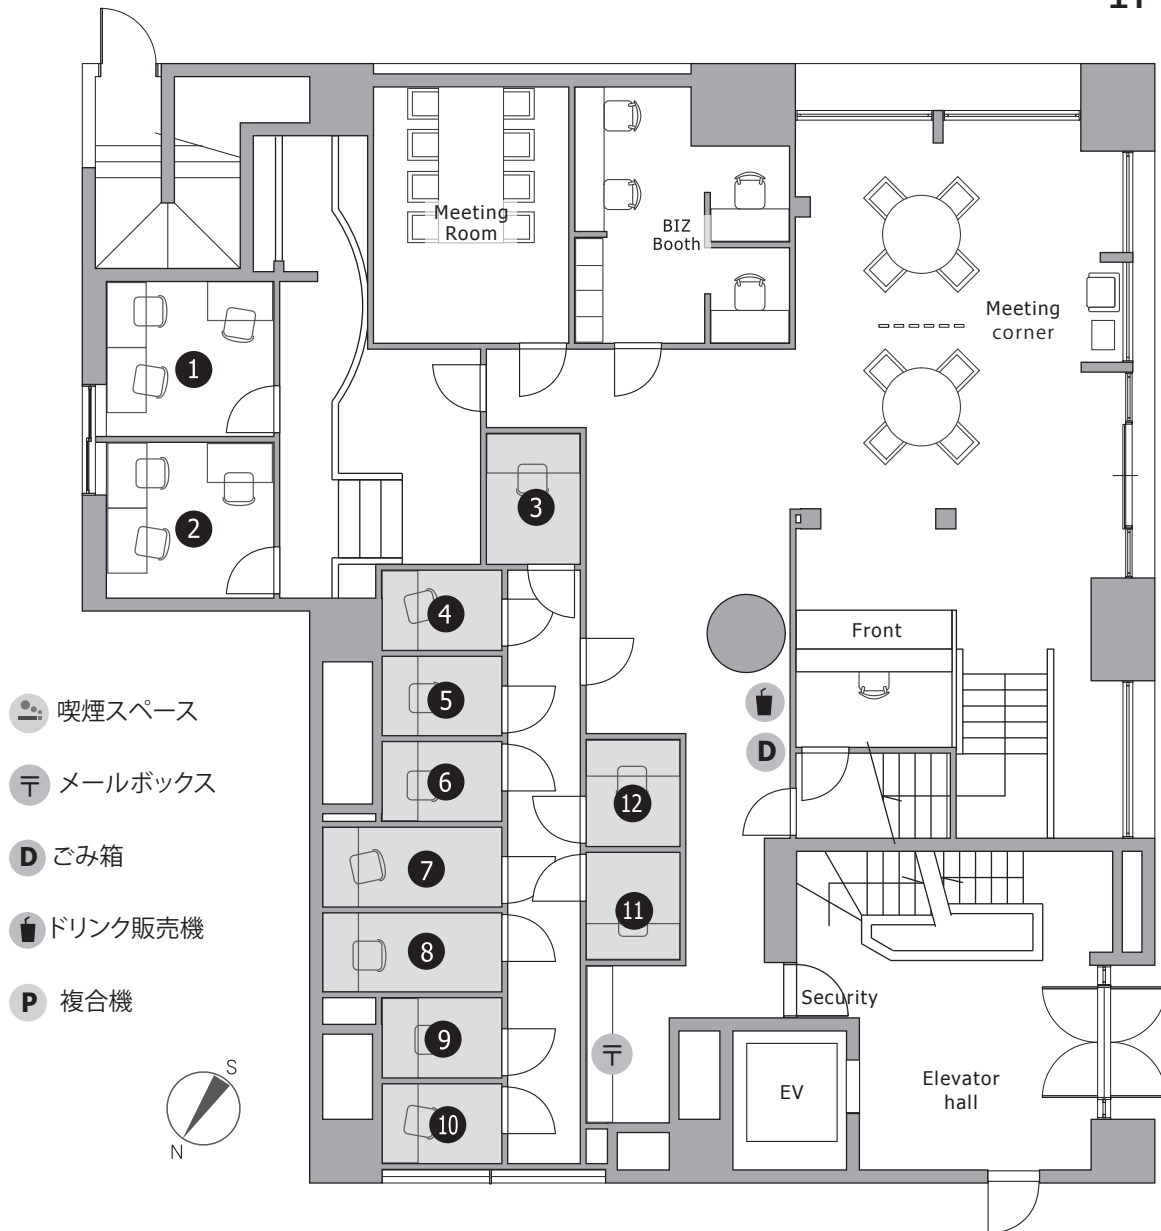 Meeting
Room
BIZ
Booth
Meeting
corner
1
2
3
4
5
6
7
8
9
10
11
12
Front
D
〒
Security
EV
Elevator
hall
喫煙スペース
〒 メールボックス
D ごみ箱
ドリンク販売機
P 複合機
S
N